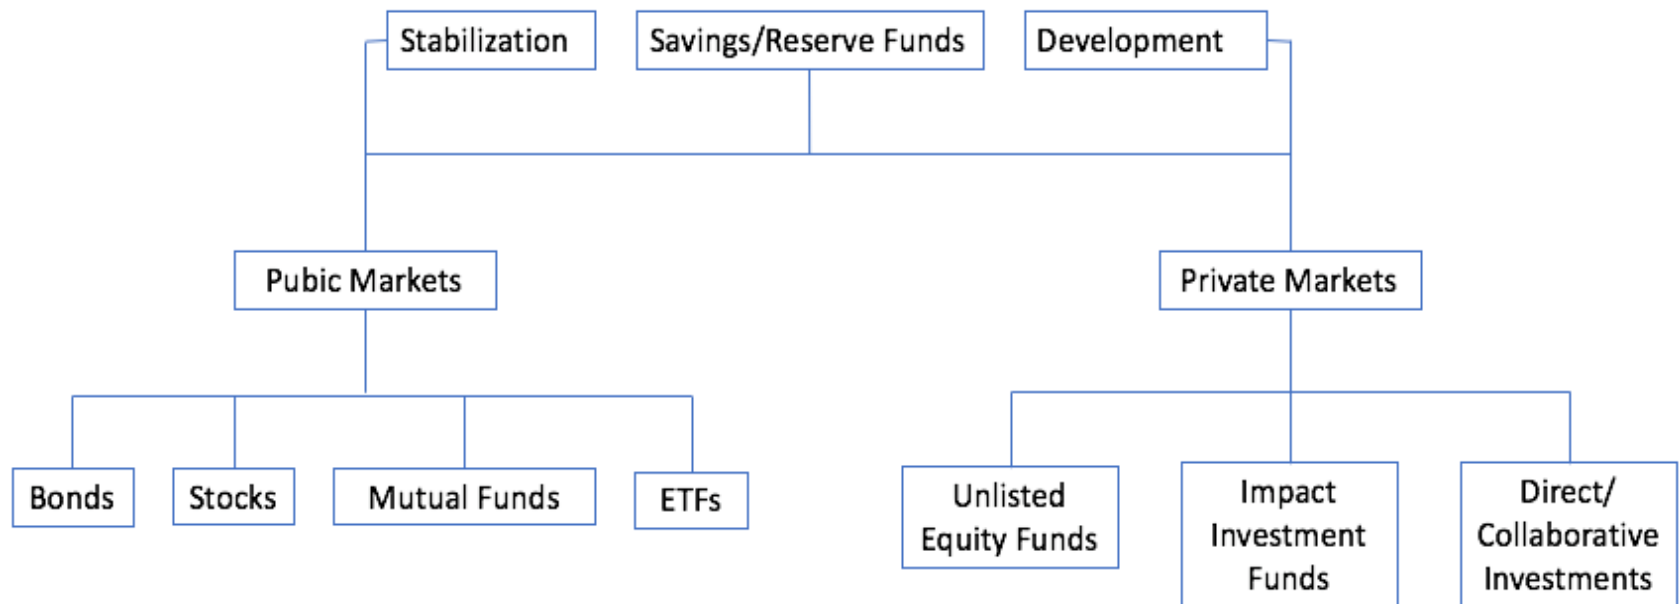 Stabilization
Savings/Reserve Funds
Development
Pubic Markets
Private Markets
Bonds
Stocks
Mutual Funds
ETFs
Unlisted
Equity Funds
Impact
Investment
Funds
Direct/
Collaborative
Investments